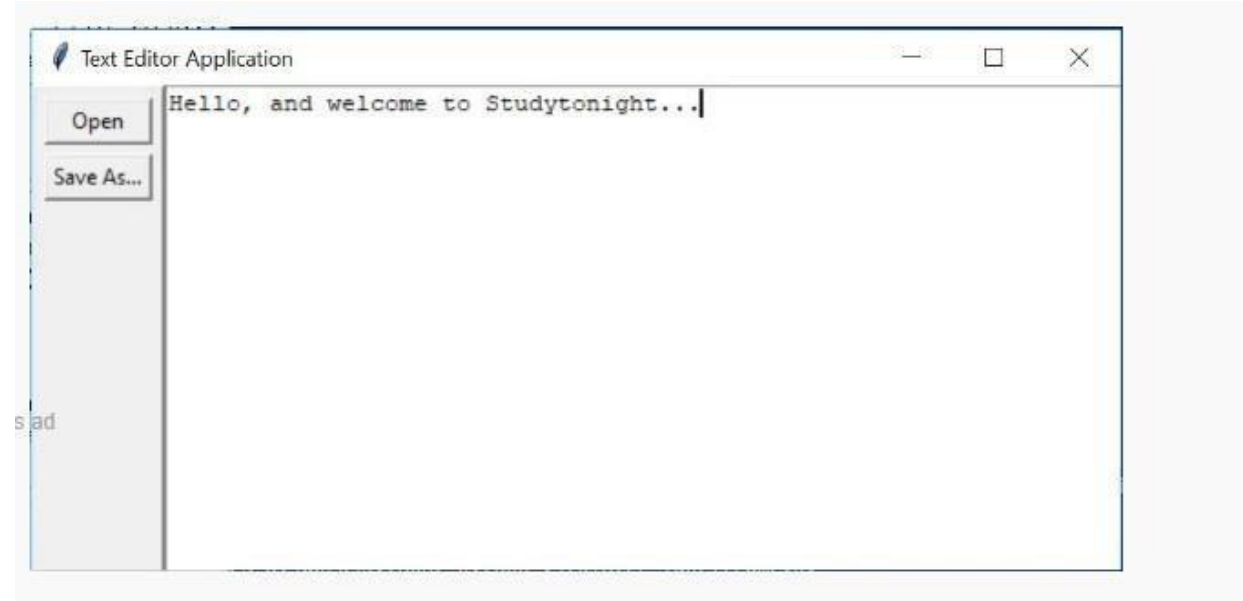 Text Editor Application
Open
Hello, and welcome to Studytonight...
Save As...
s ad